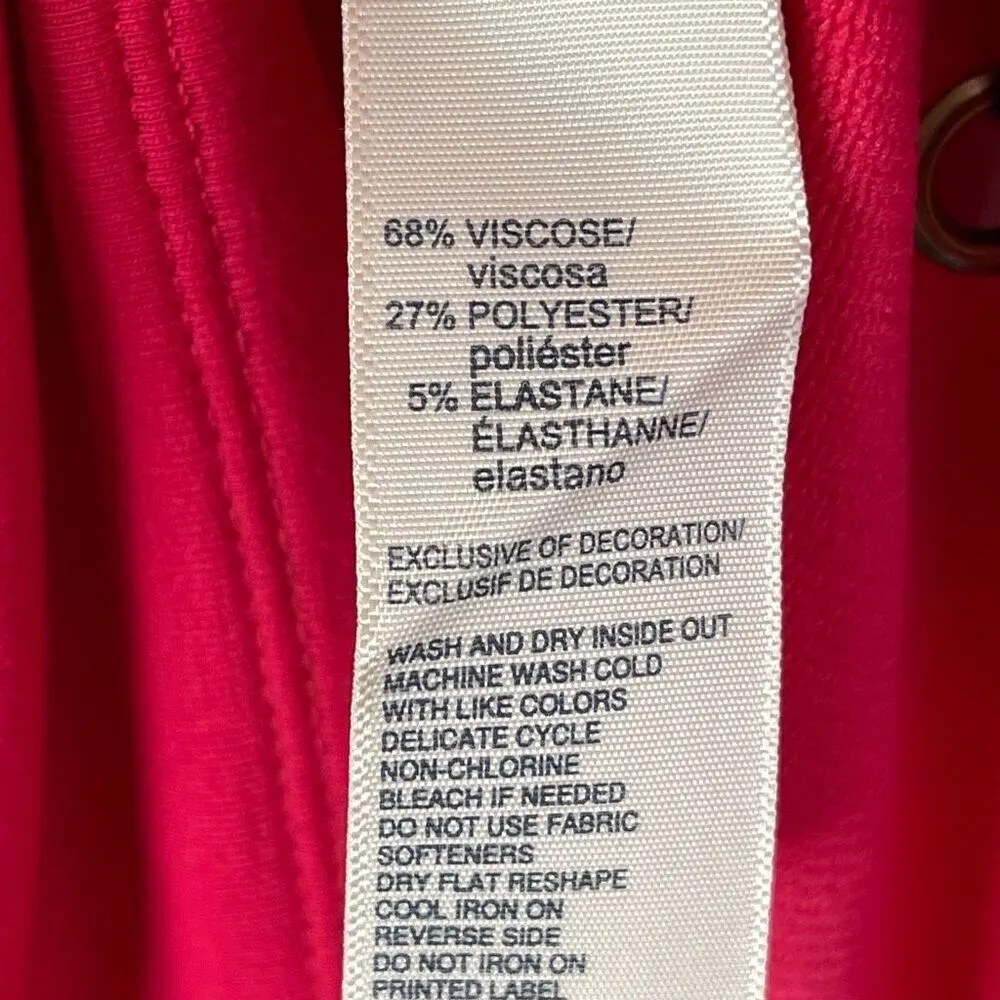 68% VISCOSE/
viscosa
27% POLYESTER/
poliéster
5% ELASTANE/
ÉLASTHANNE/
elastano
EXCLUSIVE OF DECORATION/
EXCLUSIF DE DECORATION
WASH AND DRY INSIDE OUT
MACHINE WASH COLD
WITH LIKE COLORS
DELICATE CYCLE
NON-CHLORINE
BLEACH IF NEEDED
DO NOT USE FABRIC
SOFTENERS
DRY FLAT RESHAPE
COOL IRON ON
REVERSE SIDE
DO NOT IRON ON
PRINTED LABEL